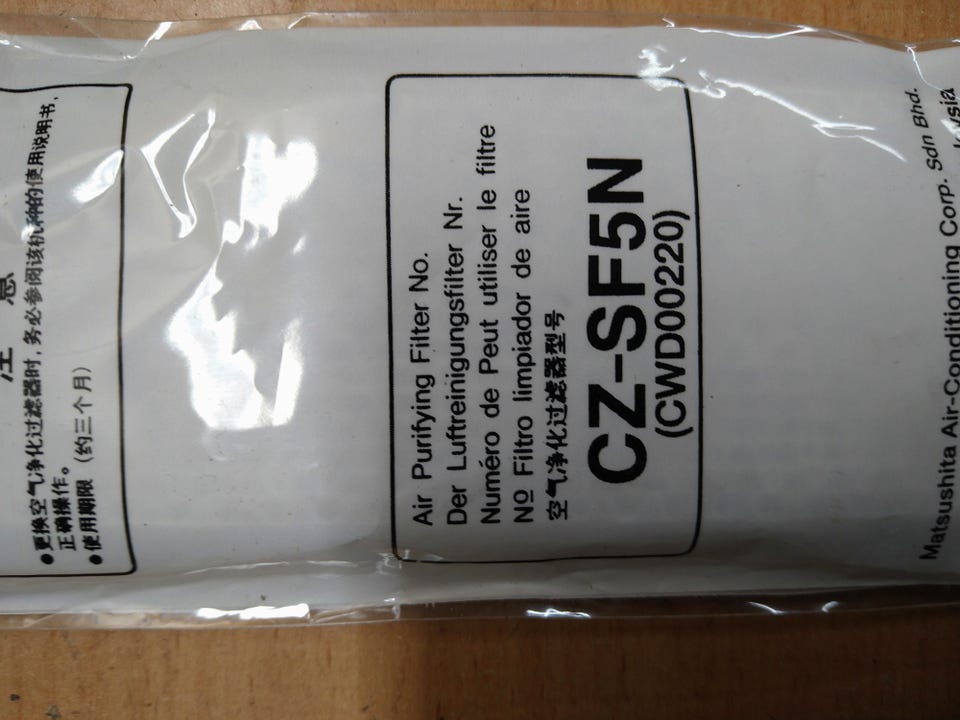 注 意
●更换空气净化过滤器时,务必参阅该机种的使用说明书,
正确操作。
●使用期限(约三个月)
Air Purifying Filter No.
Der Luftreinigungsfilter Nr.
Numéro de Peut utiliser le filtre
Nº Filtro limpiador de aire
空气净化过滤器型号
CZ-SF5N
(CWD00220)
Matsushita Air-Conditioning Corp. Sdn Bhd.